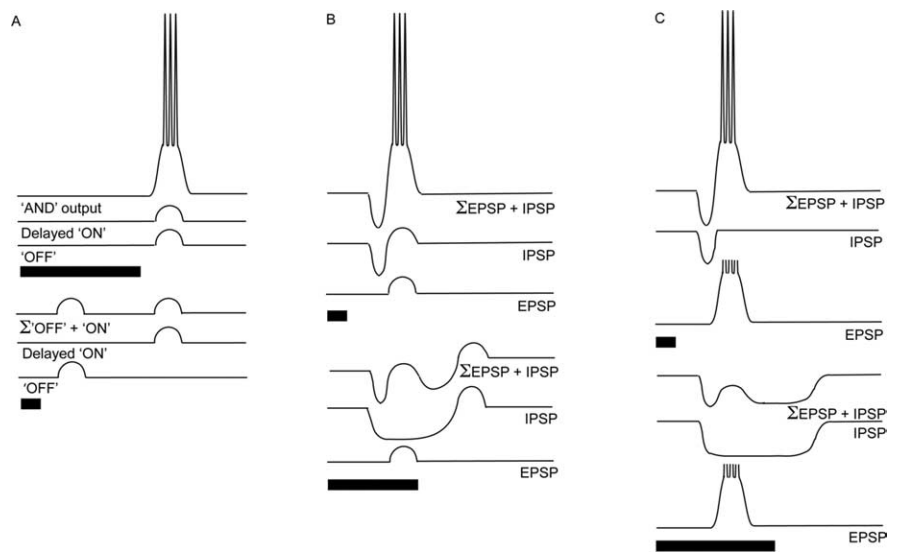 A
'AND' output
Delayed 'ON'
'OFF'
Σ'OFF' + 'ON'
Delayed 'ON'
'OFF'
B
ΣEPSP + IPSP
IPSP
EPSP
ΣEPSP + IPSP
IPSP
EPSP
C
ΣEPSP + IPSP
IPSP
EPSP
ΣEPSP + IPSP
IPSP
EPSP